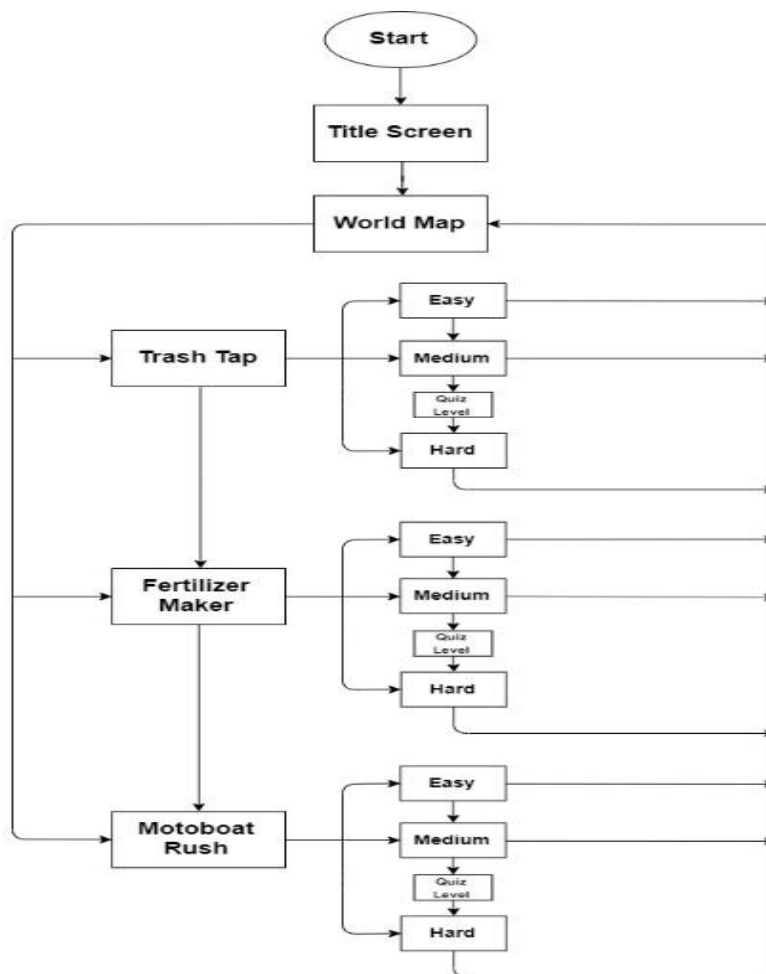 Start
Title Screen
World Map
Easy
Trash Tap
Medium
Quiz
Level
Hard
Easy
Fertilizer
Maker
Medium
Quiz
Level
Hard
Easy
Motoboat
Rush
Medium
Quiz
Level
Hard